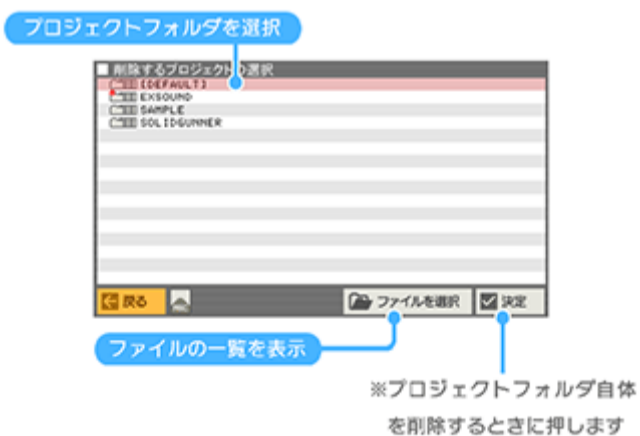 プロジェクトフォルダを選択
削除するプロジェクトの選択
[DEFAULT]
EXSOUND
SAMPLE
SOLIDGUNNER
戻る
ファイルを選択
決定
ファイルの一覧を表示
※プロジェクトフォルダ自体
を削除するときに押します